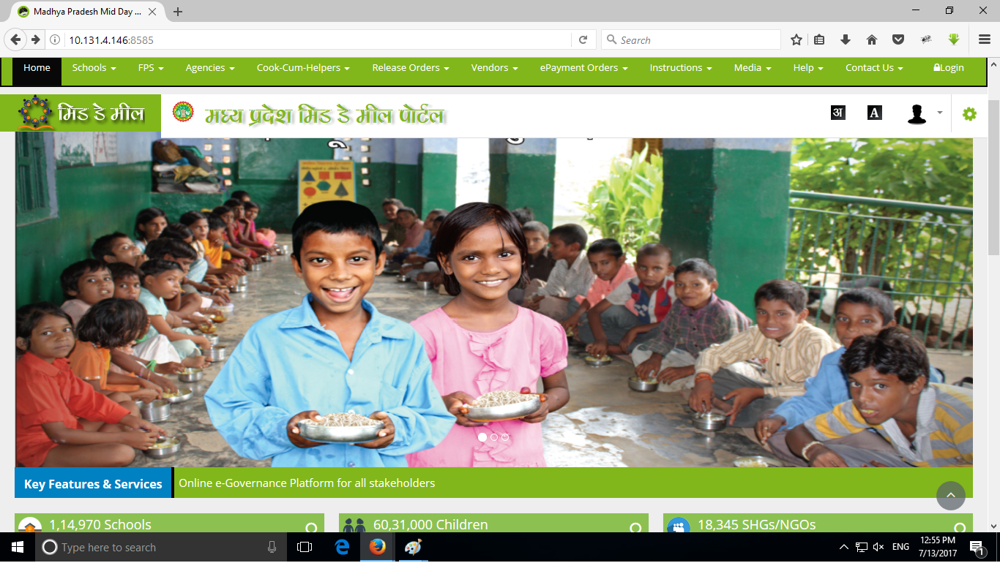 Madhya Pradesh Mid Day ...
10.131.4.146:8585
Search
Home Schools FPS Agencies Cook-Cum-Helpers Release Orders Vendors ePayment Orders Instructions Media Help Contact Us Login
मिड डे मील
मध्य प्रदेश मिड डे मील पोर्टल
अ A
Key Features & Services
Online e-Governance Platform for all stakeholders
1,14,970 Schools
60,31,000 Children
18,345 SHGs/NGOs
Type here to search
ENG
12:55 PM
7/13/2017
1